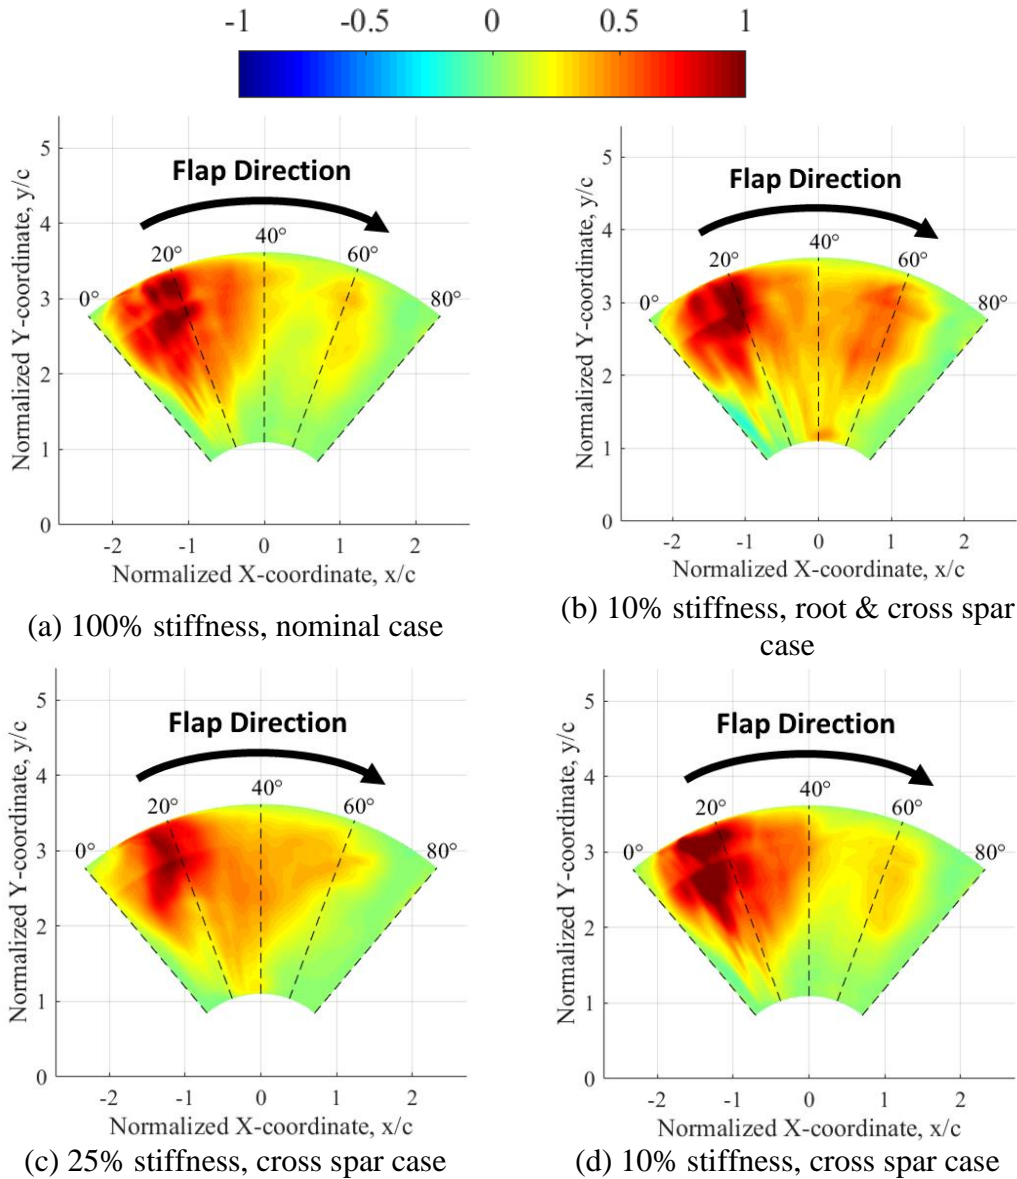 -1 -0.5 0 0.5 1
5
4
3
2
1
0
Normalized Y-coordinate, y/c
Flap Direction
0° 20° 40° 60° 80°
-2 -1 0 1 2
Normalized X-coordinate, x/c
(a) 100% stiffness, nominal case
5
4
3
2
1
0
Normalized Y-coordinate, y/c
Flap Direction
0° 20° 40° 60° 80°
-2 -1 0 1 2
Normalized X-coordinate, x/c
(b) 10% stiffness, root & cross spar
case
5
4
3
2
1
0
Normalized Y-coordinate, y/c
Flap Direction
0° 20° 40° 60° 80°
-2 -1 0 1 2
Normalized X-coordinate, x/c
(c) 25% stiffness, cross spar case
5
4
3
2
1
0
Normalized Y-coordinate, y/c
Flap Direction
0° 20° 40° 60° 80°
-2 -1 0 1 2
Normalized X-coordinate, x/c
(d) 10% stiffness, cross spar case